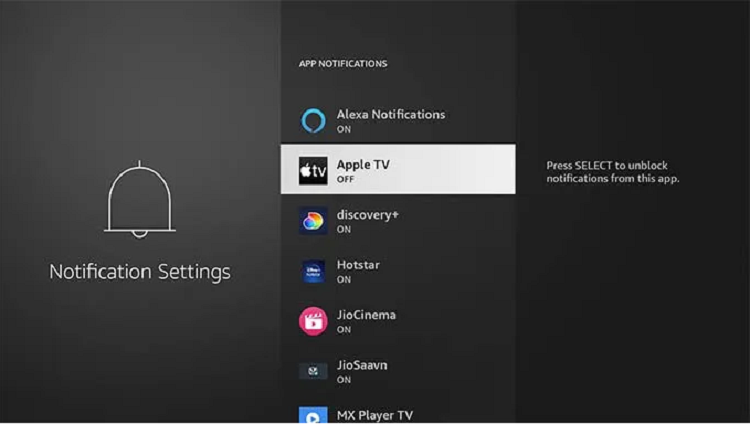 APP NOTIFICATIONS
Alexa Notifications
ON
tv
Apple TV
OFF
Press SELECT to unblock
notifications from this app.
discovery+
ON
Notification Settings
Hotstar
ON
JioCinema
ON
JioSaavn
ON
MX Player TV